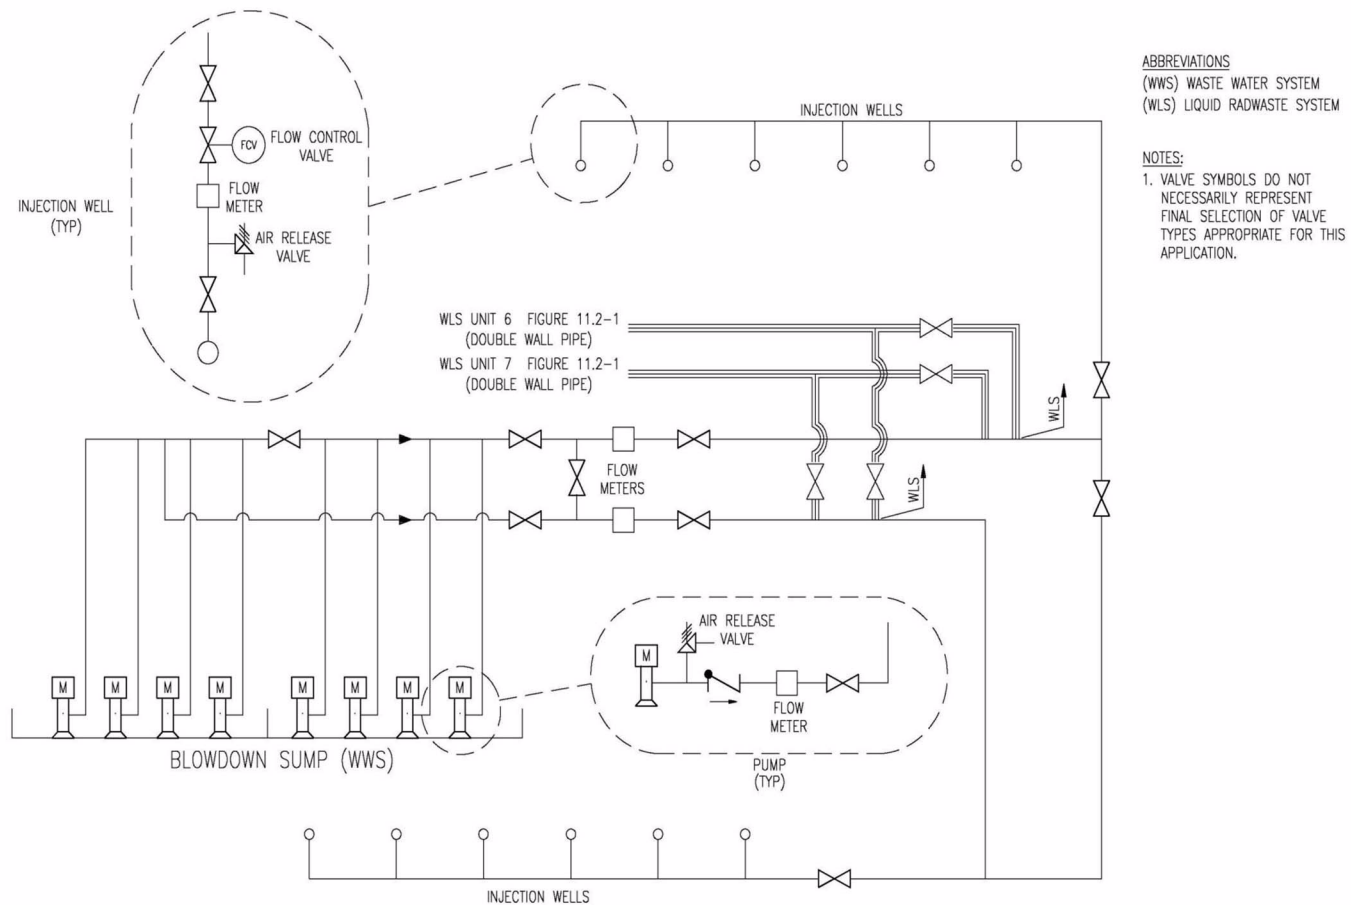 ABBREVIATIONS
(WWS) WASTE WATER SYSTEM
(WLS) LIQUID RADWASTE SYSTEM
NOTES:
1. VALVE SYMBOLS DO NOT
NECESSARILY REPRESENT
FINAL SELECTION OF VALVE
TYPES APPROPRIATE FOR THIS
APPLICATION.
INJECTION WELLS
FCV
FLOW CONTROL
VALVE
FLOW
METER
INJECTION WELL
(TYP)
AIR RELEASE
VALVE
WLS UNIT 6 FIGURE 11.2-1
(DOUBLE WALL PIPE)
WLS UNIT 7 FIGURE 11.2-1
(DOUBLE WALL PIPE)
WLS
FLOW
METERS
WLS
AIR RELEASE
VALVE
M
FLOW
METER
PUMP
(TYP)
M M M M M M M M
BLOWDOWN SUMP (WWS)
INJECTION WELLS